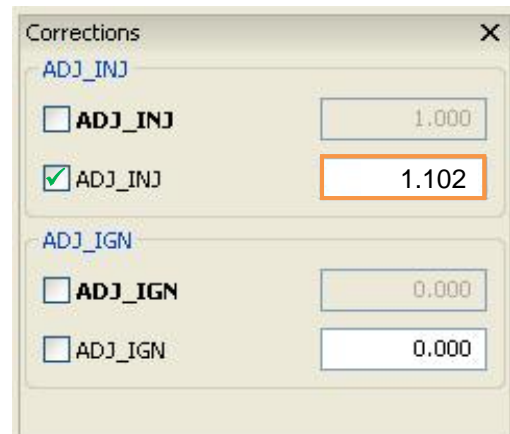 Corrections
ADJ_INJ
ADJ_INJ 1.000
ADJ_INJ 1.102
ADJ_IGN
ADJ_IGN 0.000
ADJ_IGN 0.000